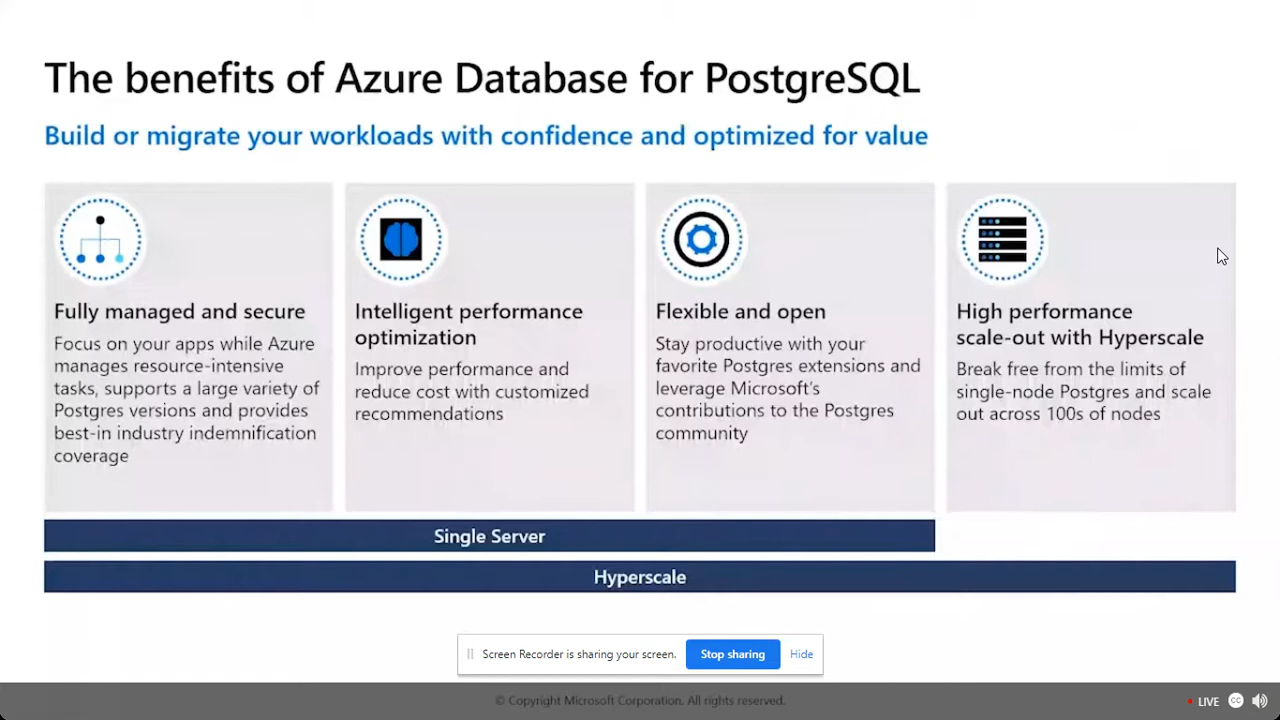 The benefits of Azure Database for PostgreSQL
Build or migrate your workloads with confidence and optimized for value
Fully managed and secure
Focus on your apps while Azure
manages resource-intensive
tasks, supports a large variety of
Postgres versions and provides
best-in industry indemnification
coverage
Intelligent performance
optimization
Improve performance and
reduce cost with customized
recommendations
Flexible and open
Stay productive with your
favorite Postgres extensions and
leverage Microsoft's
contributions to the Postgres
community
High performance
scale-out with Hyperscale
Break free from the limits of
single-node Postgres and scale
out across 100s of nodes
Single Server
Hyperscale
Screen Recorder is sharing your screen.
Stop sharing
Hide
© Copyright Microsoft Corporation. All rights reserved.
LIVE
CC